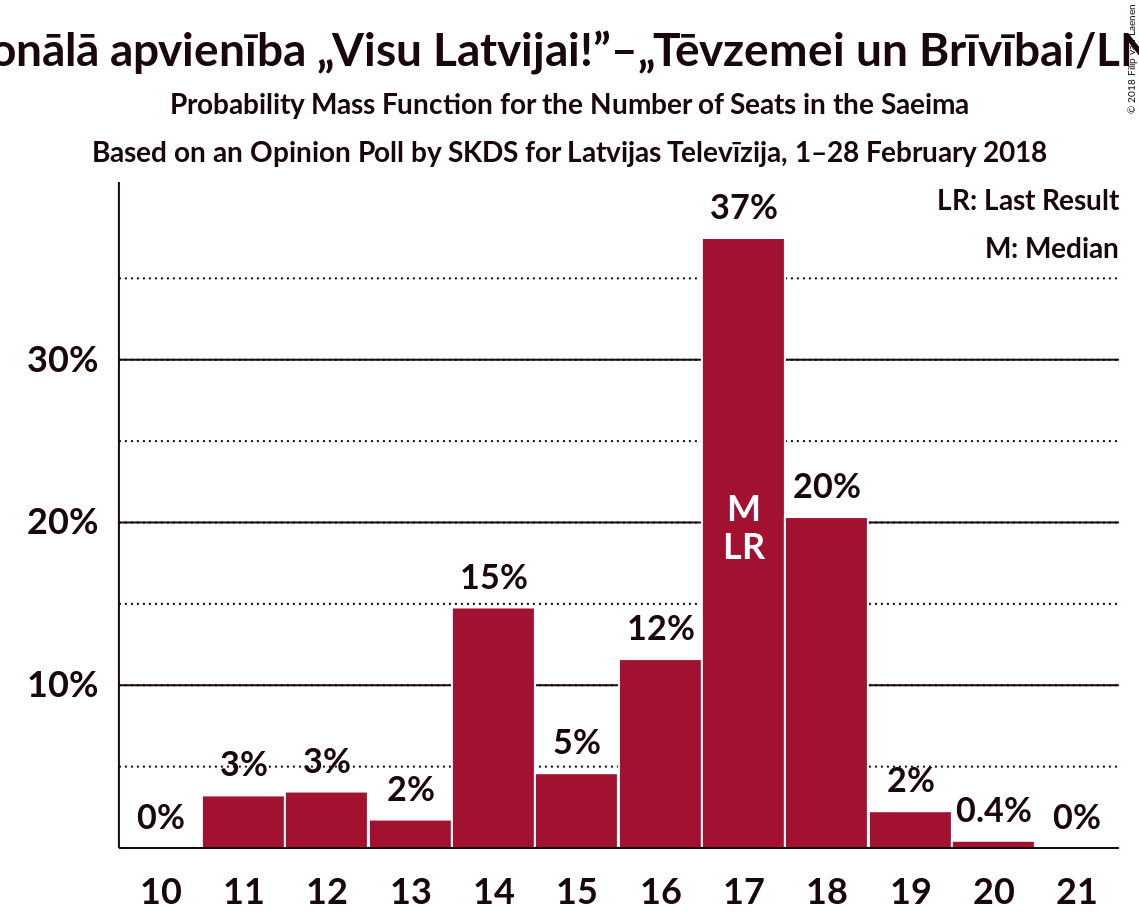 onālā apvienība „Visu Latvijai!”–„Tēvzemei un Brīvībai/LN
Probability Mass Function for the Number of Seats in the Saeima
Based on an Opinion Poll by SKDS for Latvijas Televīzija, 1–28 February 2018
© 2018 Filip van Laenen
LR: Last Result
M: Median
37%
30%
20%
M
LR
20%
15%
12%
10%
5%
3%
3%
2%
2%
0%
0.4%
0%
10 11 12 13 14 15 16 17 18 19 20 21